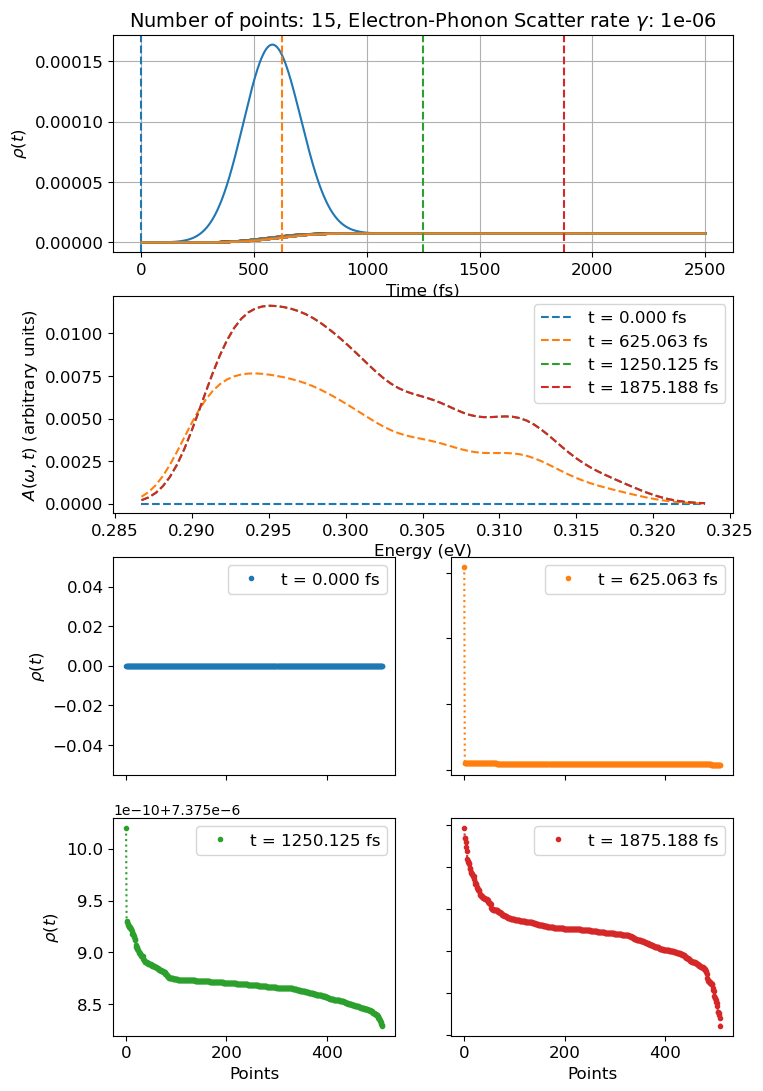 Number of points: 15, Electron-Phonon Scatter rate γ: 1e-06
0.00015
0.00010
0.00005
0.00000
ρ(t)
0 500 1000 1500 2000 2500
Time (fs)
0.0100
0.0075
0.0050
0.0025
0.0000
A(ω, t) (arbitrary units)
t = 0.000 fs
t = 625.063 fs
t = 1250.125 fs
t = 1875.188 fs
0.285 0.290 0.295 0.300 0.305 0.310 0.315 0.320 0.325
Energy (eV)
0.04
0.02
0.00
−0.02
−0.04
ρ(t)
t = 0.000 fs
t = 625.063 fs
1e−10+7.375e−6
10.0
9.5
9.0
8.5
ρ(t)
t = 1250.125 fs
0 200 400
Points
t = 1875.188 fs
0 200 400
Points